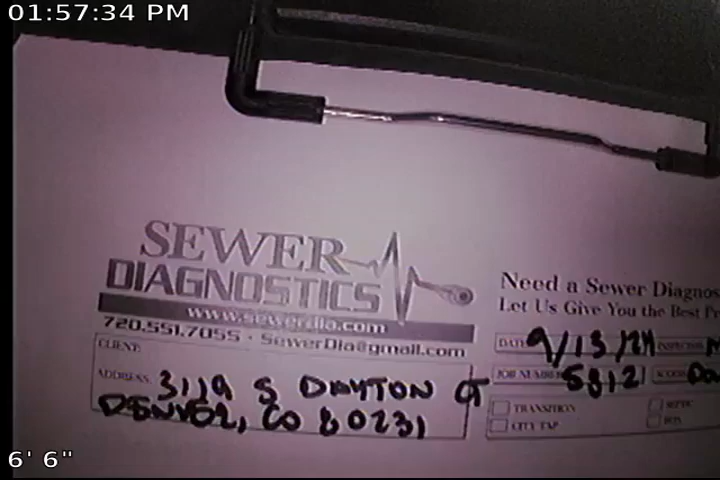 01:57:34 PM
SEWER
DIAGNOSTICS
www.sewerdia.com
720.551.7055 - SewerDia@gmail.com
Need a Sewer Diagnos
Let Us Give You the Best Pr
CLIENT:
ADDRESS: 3119 S DAYTON CT
DENVER, CO 80231
DATE 9/13/24
JOB NUMBER 58121
TRANSITION SEPTIC
CITY TAP
6' 6"